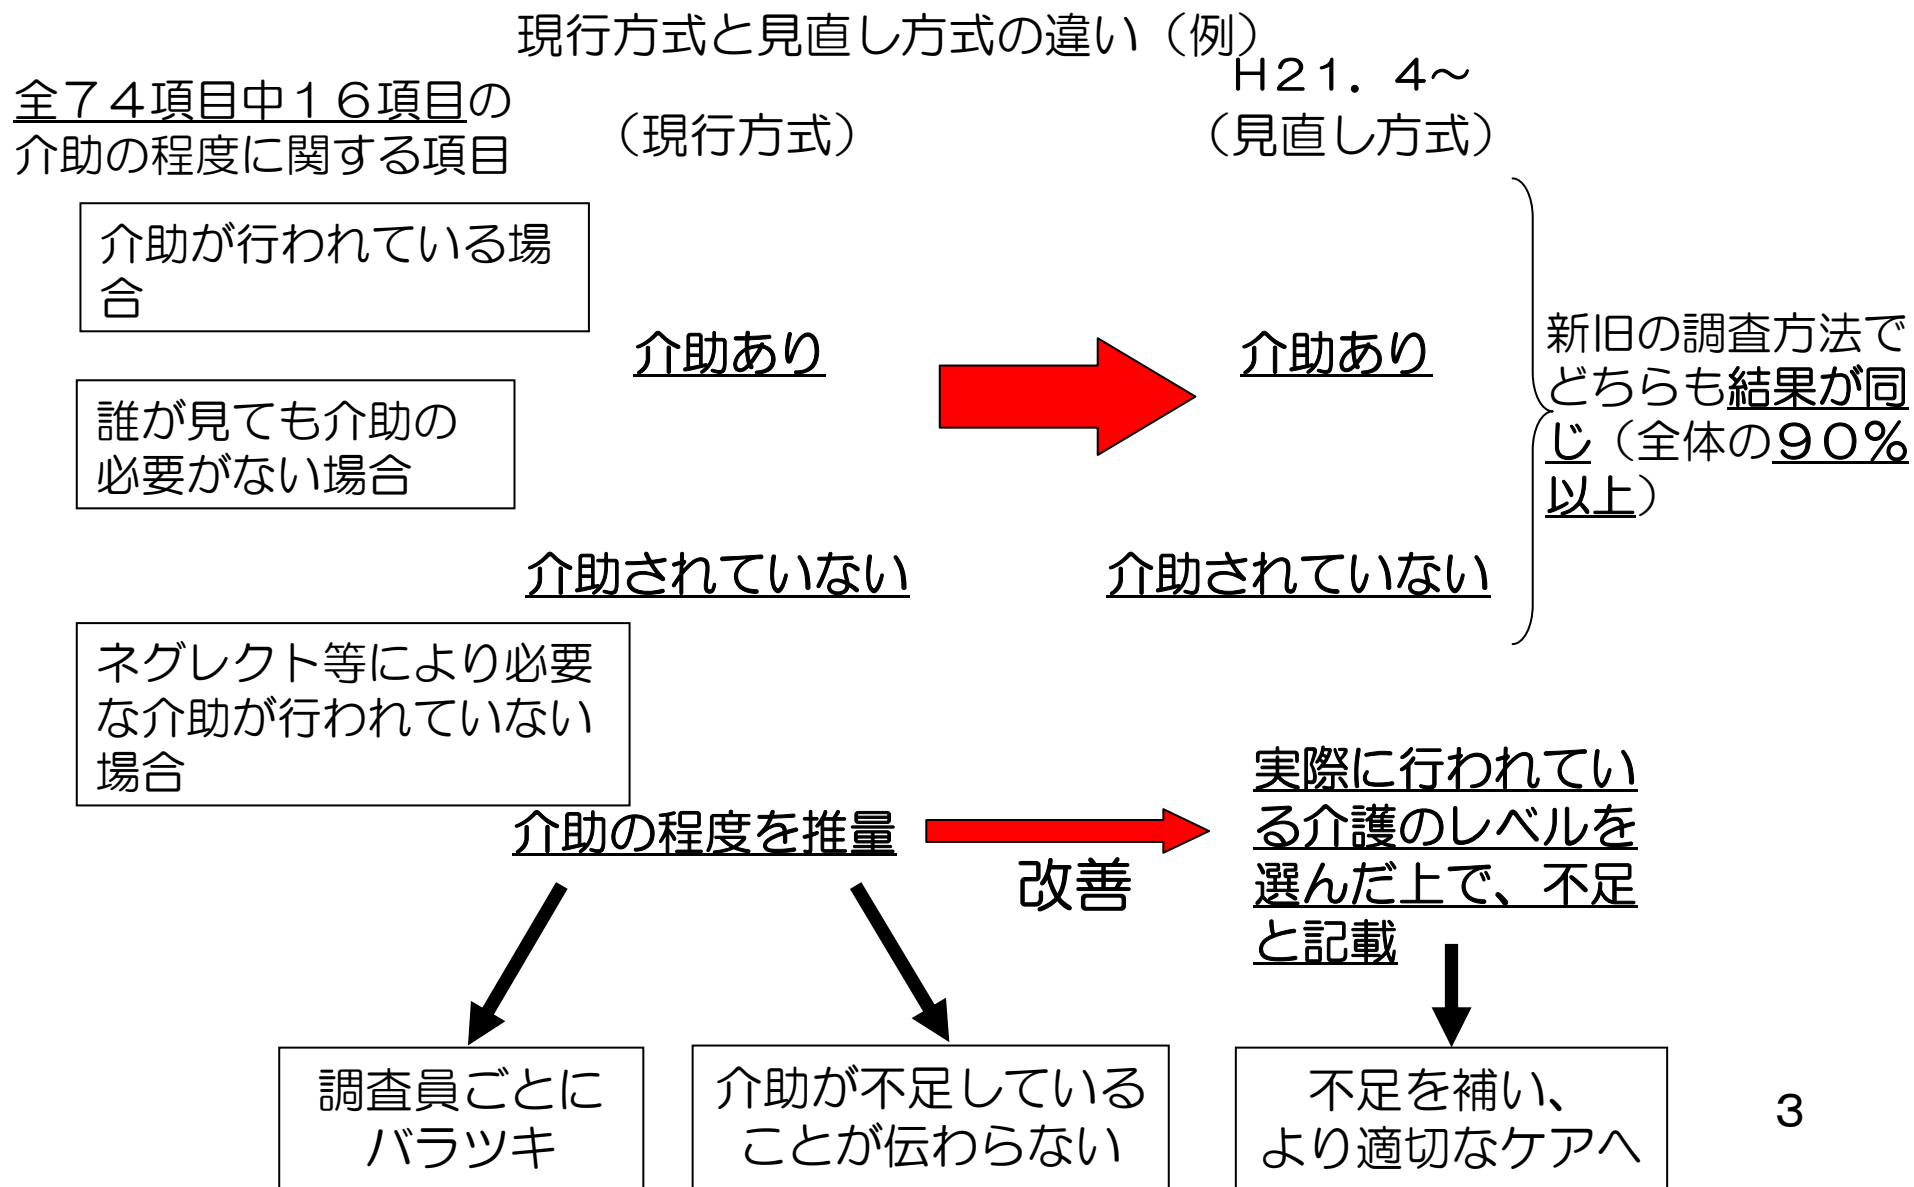 現行方式と見直し方式の違い（例）
全７４項目中１６項目の
介助の程度に関する項目
（現行方式）
Ｈ２１．４～
（見直し方式）
介助が行われている場
合
介助あり
介助あり
誰が見ても介助の
必要がない場合
介助されていない
介助されていない
新旧の調査方法で
どちらも結果が同
じ（全体の９０％
以上）
ネグレクト等により必要
な介助が行われていない
場合
介助の程度を推量
改善
実際に行われてい
る介護のレベルを
選んだ上で、不足
と記載
調査員ごとに
バラツキ
介助が不足している
ことが伝わらない
不足を補い、
より適切なケアへ
3